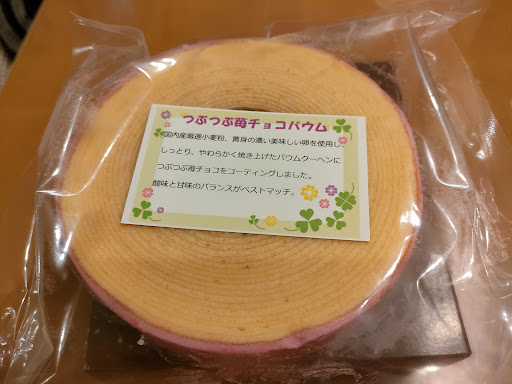 つぶつぶ苺チョコバウム
国内産厳選小麦粉、黄身の濃い美味しい卵を使用し
しっとり、やわらかく焼き上げたバウムクーヘンに
つぶつぶ苺チョコをコーティングしました。
酸味と甘味のバランスがベストマッチ。